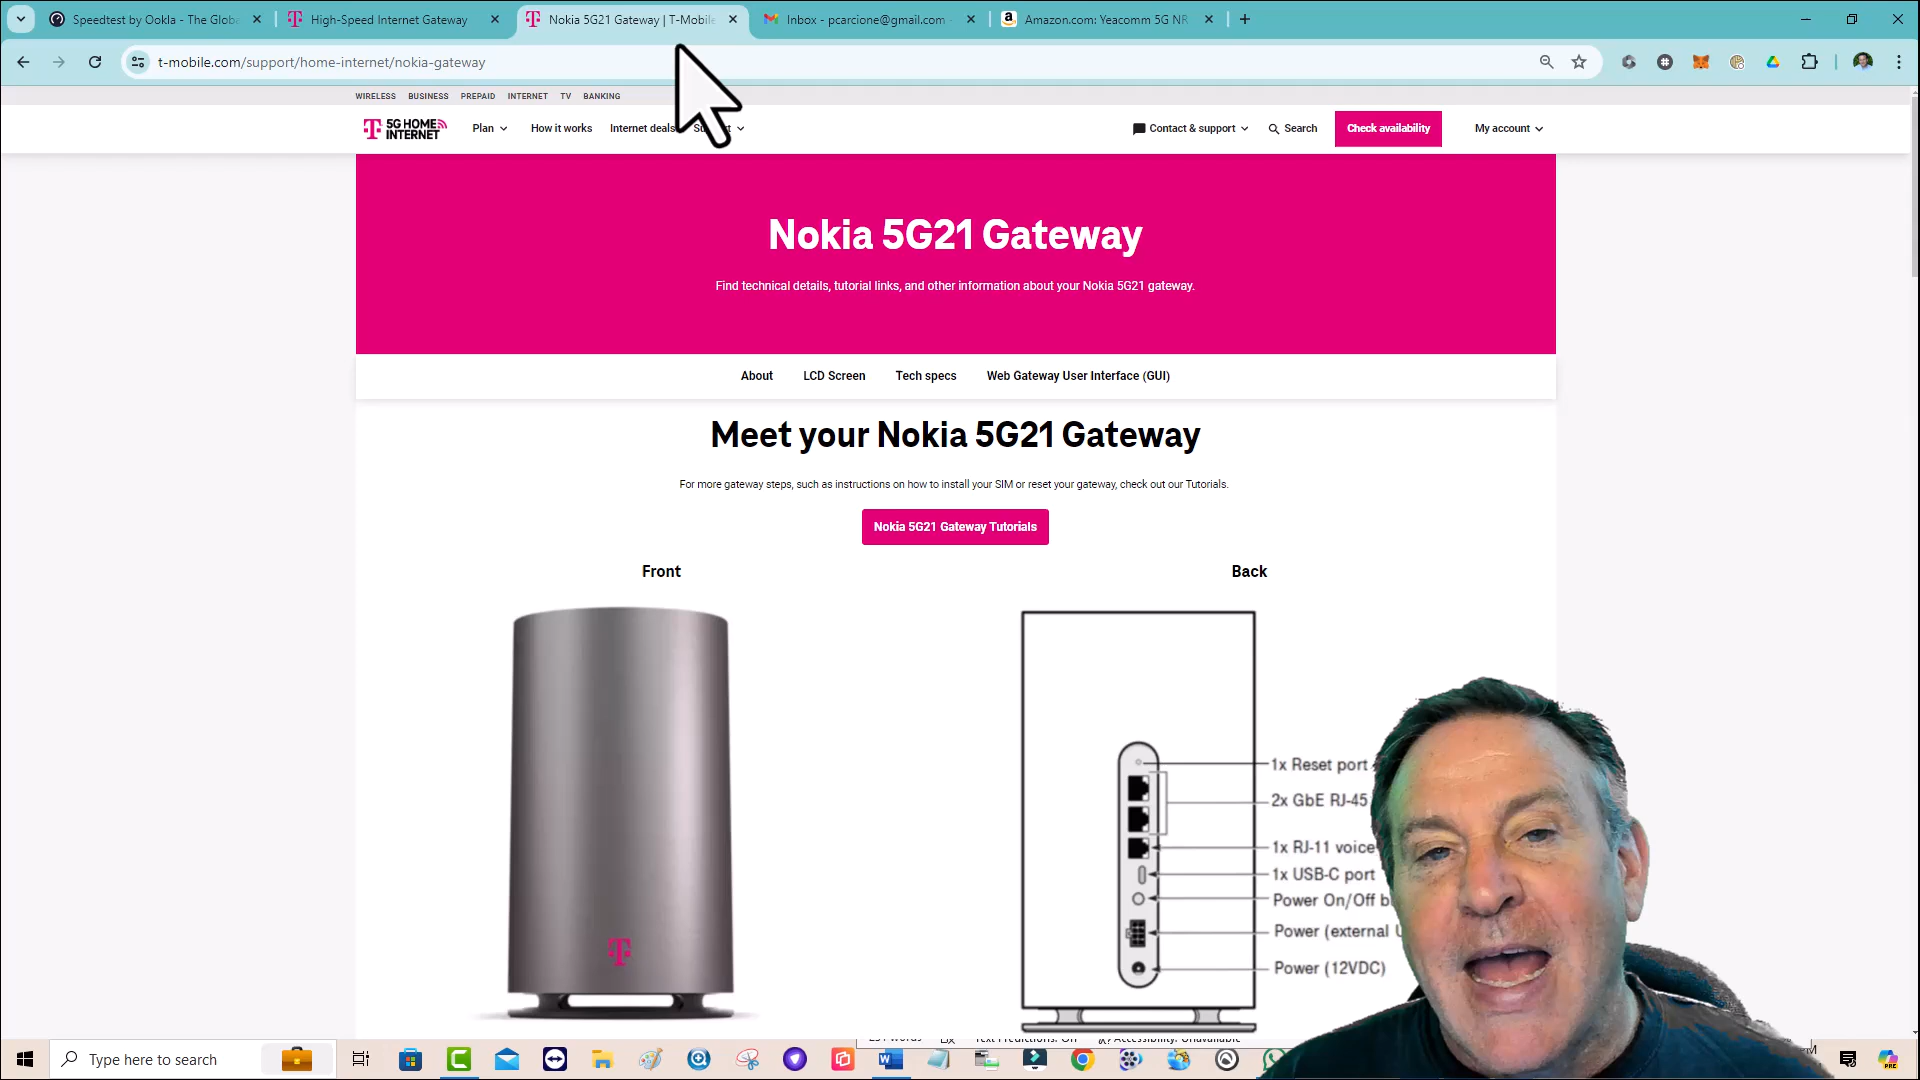 Speedtest by Ookla - The Globa
High-Speed Internet Gateway
Nokia 5G21 Gateway | T-Mobile
Inbox - pcarcione@gmail.com -
Amazon.com: Yeacomm 5G NR
t-mobile.com/support/home-internet/nokia-gateway
WIRELESS BUSINESS PREPAID INTERNET TV BANKING
T 5G HOME INTERNET
Plan
How it works
Internet deals
Contact & support
Search
Check availability
My account
Nokia 5G21 Gateway
Find technical details, tutorial links, and other information about your Nokia 5G21 gateway.
About
LCD Screen
Tech specs
Web Gateway User Interface (GUI)
Meet your Nokia 5G21 Gateway
For more gateway steps, such as instructions on how to install your SIM or reset your gateway, check out our Tutorials.
Nokia 5G21 Gateway Tutorials
Front
Back
1x Reset port
2x GbE RJ-45
1x RJ-11 voice
1x USB-C port
Power On/Off b
Power (external U
Power (12VDC)
T
Type here to search